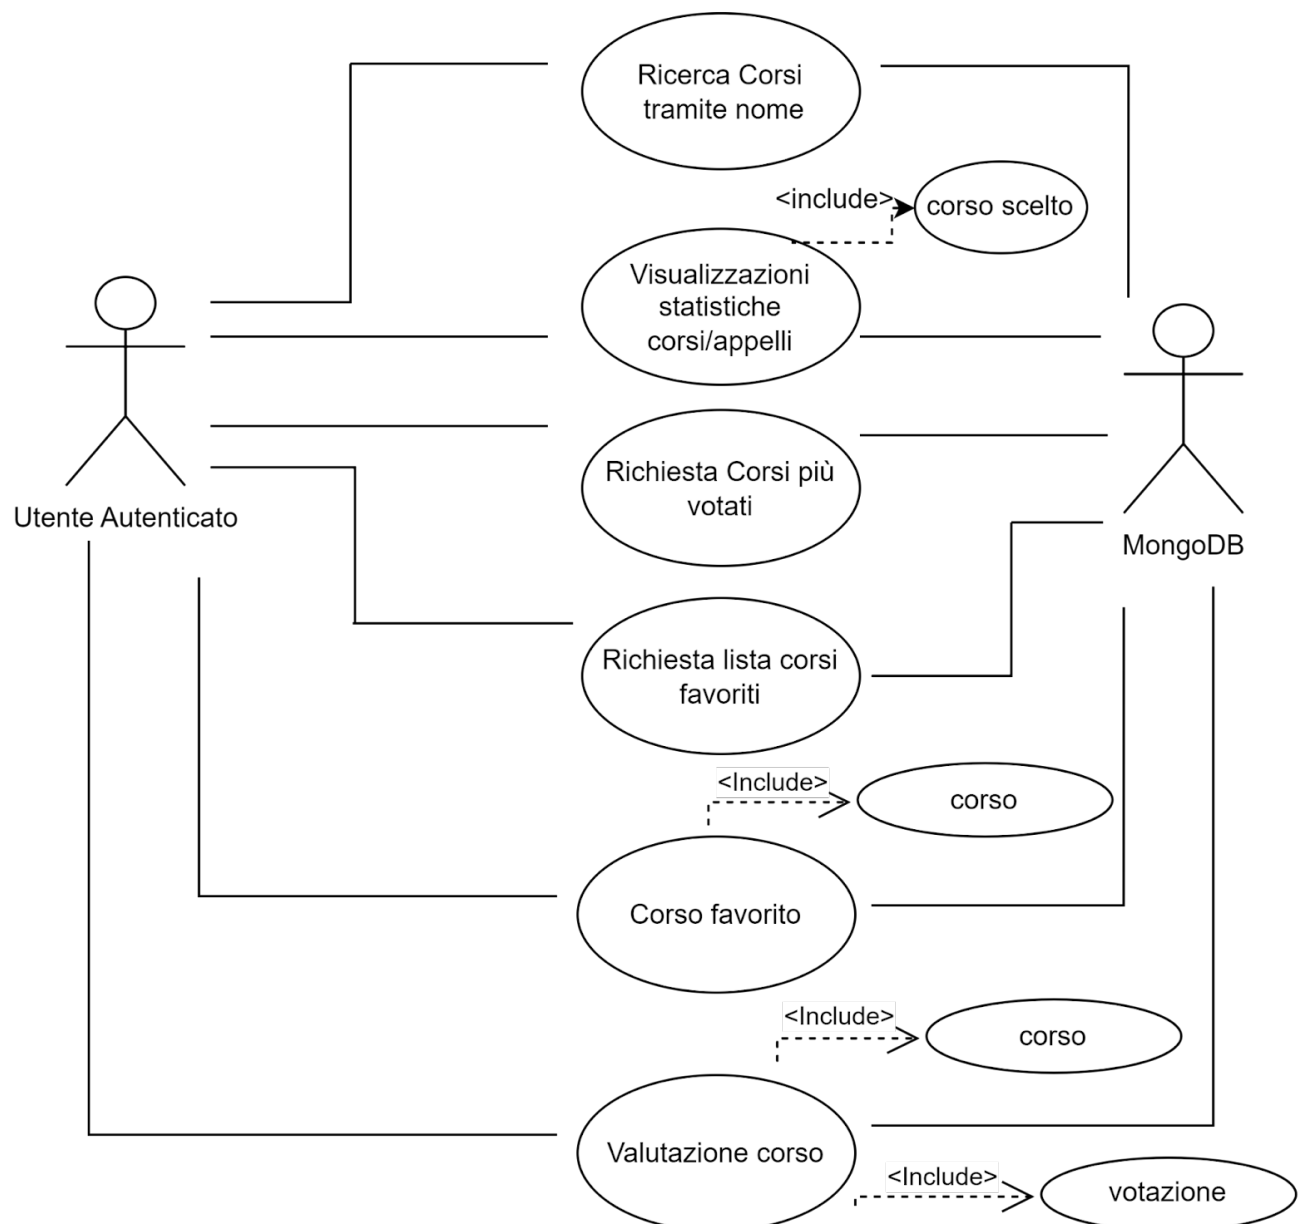 Ricerca Corsi
tramite nome
<include>
corso scelto
Visualizzazioni
statistiche
corsi/appelli
Utente Autenticato
MongoDB
Richiesta Corsi più
votati
Richiesta lista corsi
favoriti
<Include>
corso
Corso favorito
<Include>
corso
Valutazione corso
<Include>
votazione